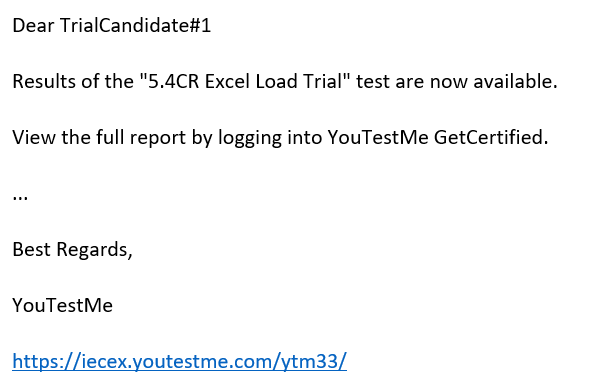 Dear TrialCandidate#1
Results of the "5.4CR Excel Load Trial" test are now available.
View the full report by logging into YouTestMe GetCertified.
...
Best Regards,
YouTestMe
https://iecex.youtestme.com/ytm33/